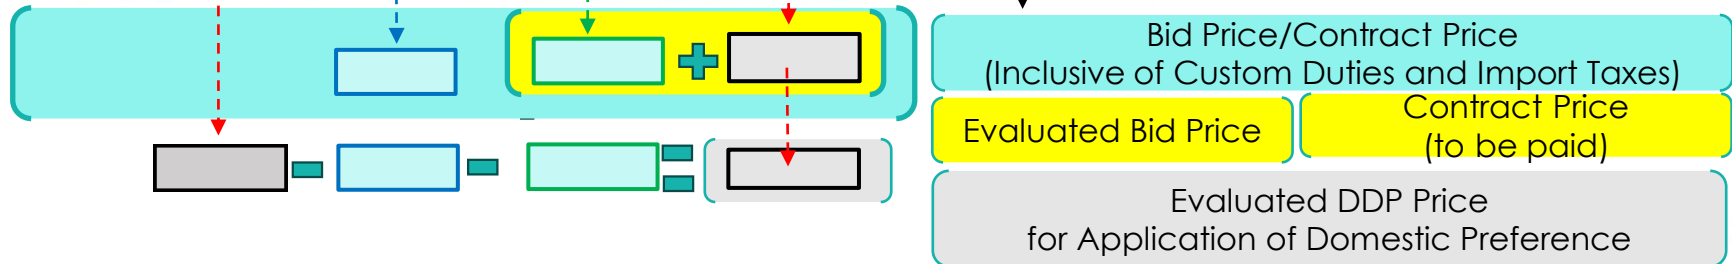 Bid Price/Contract Price
(Inclusive of Custom Duties and Import Taxes)
Evaluated Bid Price
Contract Price
(to be paid)
Evaluated DDP Price
for Application of Domestic Preference